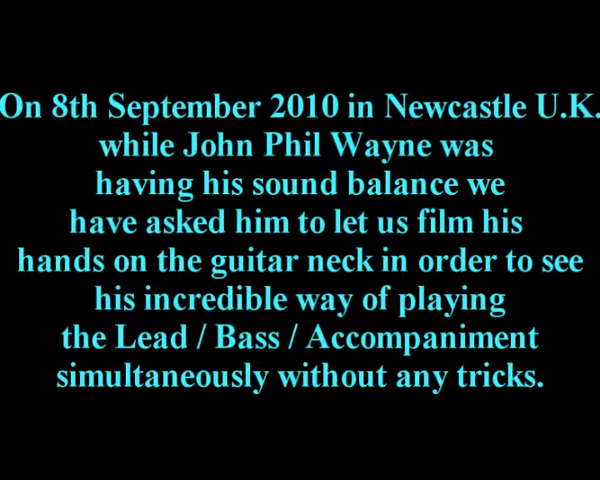 On 8th September 2010 in Newcastle U.K.
while John Phil Wayne was
having his sound balance we
have asked him to let us film his
hands on the guitar neck in order to see
his incredible way of playing
the Lead / Bass / Accompaniment
simultaneously without any tricks.